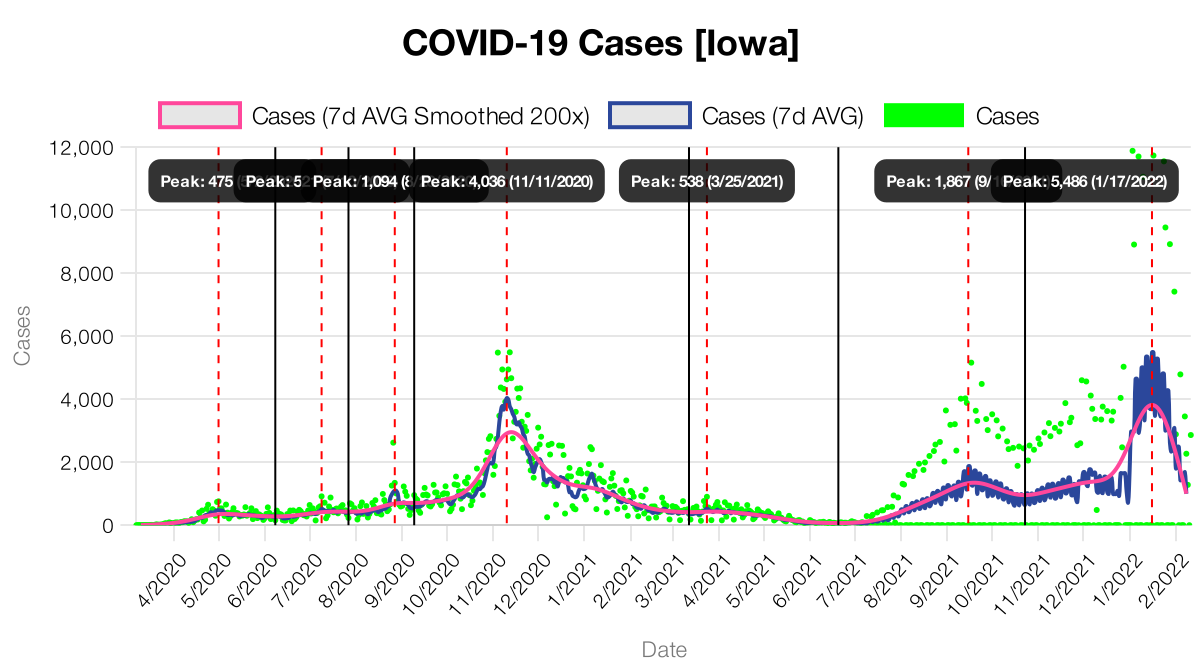 COVID-19 Cases [Iowa]
Cases (7d AVG Smoothed 200x)
Cases (7d AVG)
Cases
12,000
10,000
8,000
6,000
4,000
2,000
0
Cases
Peak: 475
Peak: 5
Peak: 1,094 (8/
Peak: 4,036 (11/11/2020)
Peak: 538 (3/25/2021)
Peak: 1,867 (9/
Peak: 5,486 (1/17/2022)
4/2020
5/2020
6/2020
7/2020
8/2020
9/2020
10/2020
11/2020
12/2020
1/2021
2/2021
3/2021
4/2021
5/2021
6/2021
7/2021
8/2021
9/2021
10/2021
11/2021
12/2021
1/2022
2/2022
Date